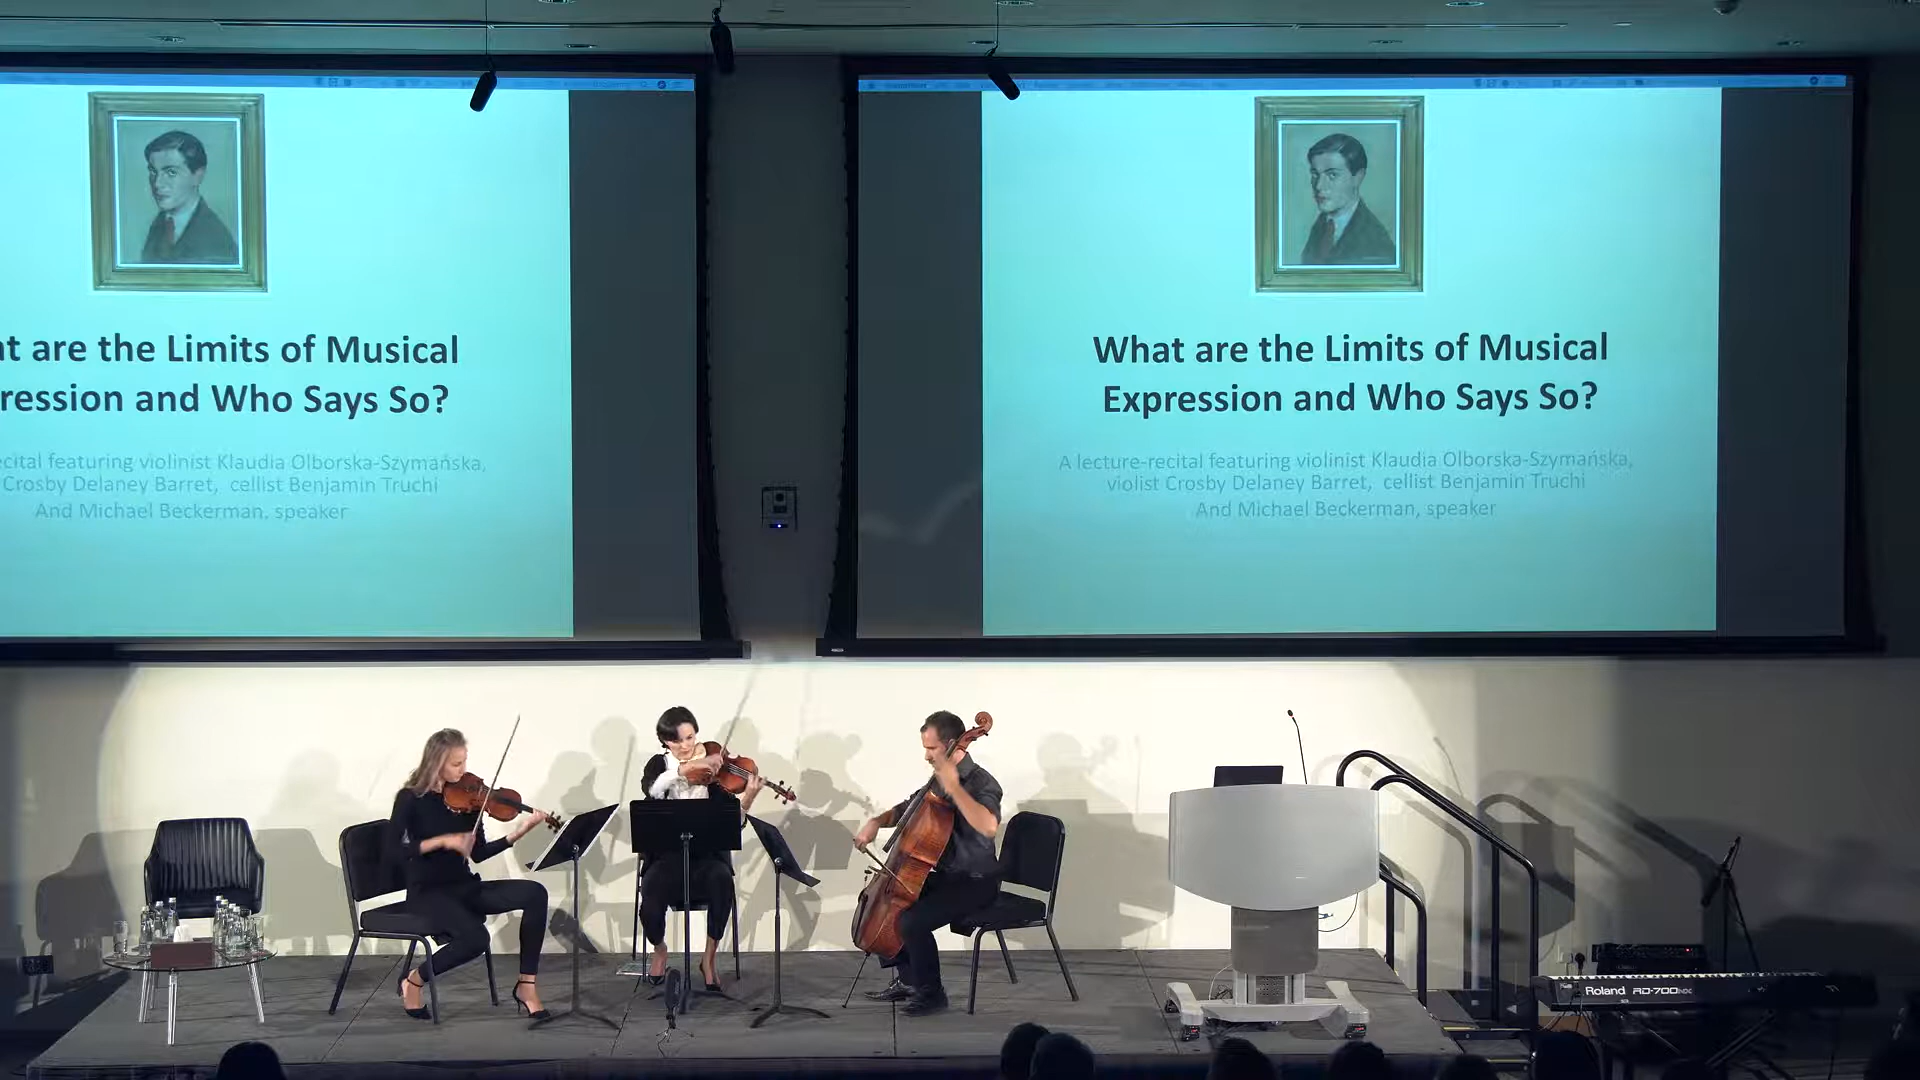 at are the Limits of Musical
ression and Who Says So?
ecital featuring violinist Klaudia Olborska-Szymańska,
Crosby Delaney Barret, cellist Benjamin Truchi
And Michael Beckerman, speaker
What are the Limits of Musical
Expression and Who Says So?
A lecture-recital featuring violinist Klaudia Olborska-Szymańska,
violist Crosby Delaney Barret, cellist Benjamin Truchi
And Michael Beckerman, speaker
Roland RD-700NX